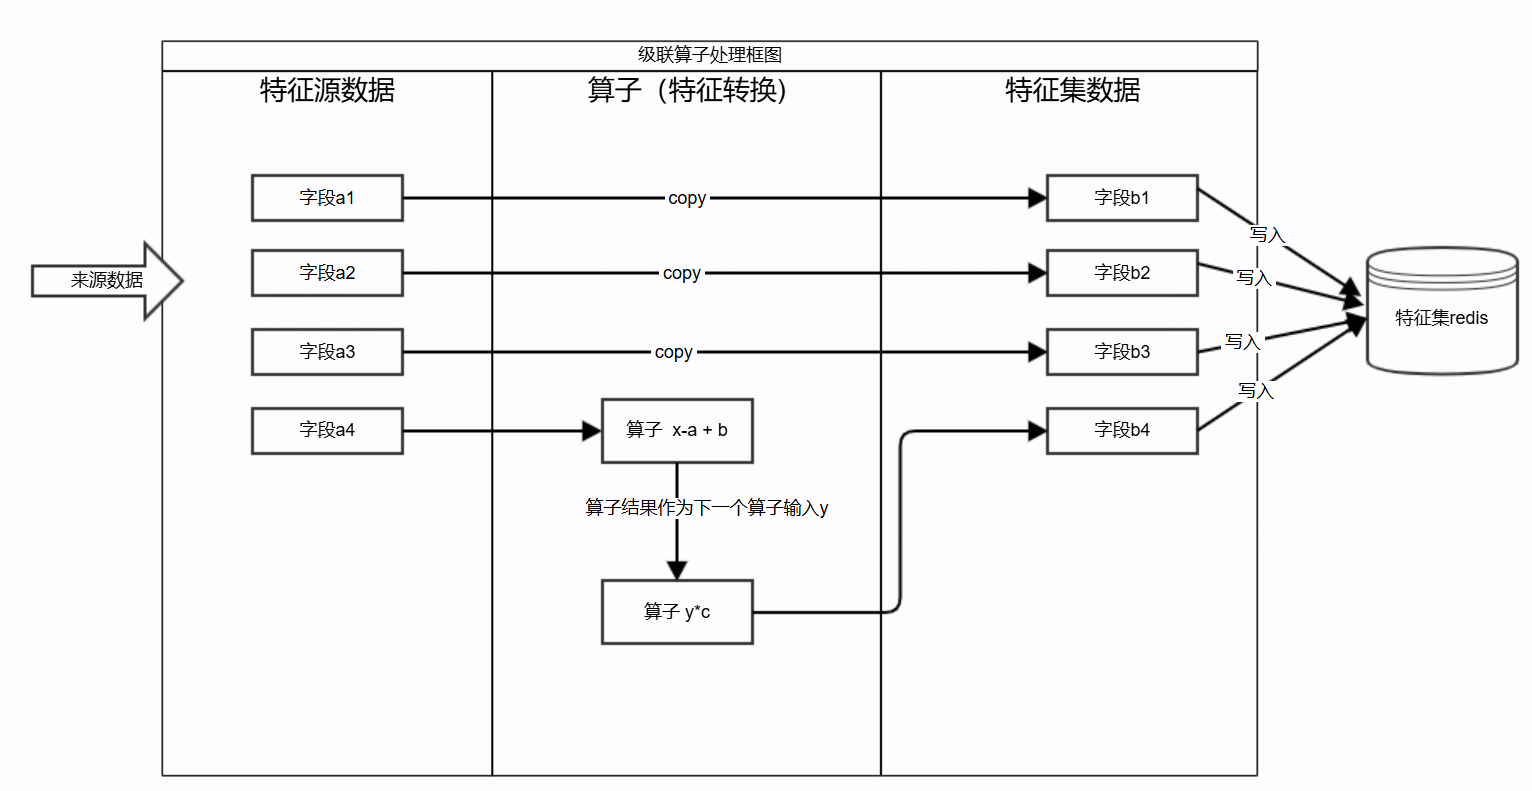 级联算子处理框图
特征源数据
算子（特征转换）
特征集数据
字段a1
copy
字段b1
写入
来源数据
字段a2
copy
字段b2
写入
特征集redis
字段a3
copy
字段b3
写入
字段a4
算子  x-a + b
字段b4
写入
算子结果作为下一个算子输入y
算子 y*c